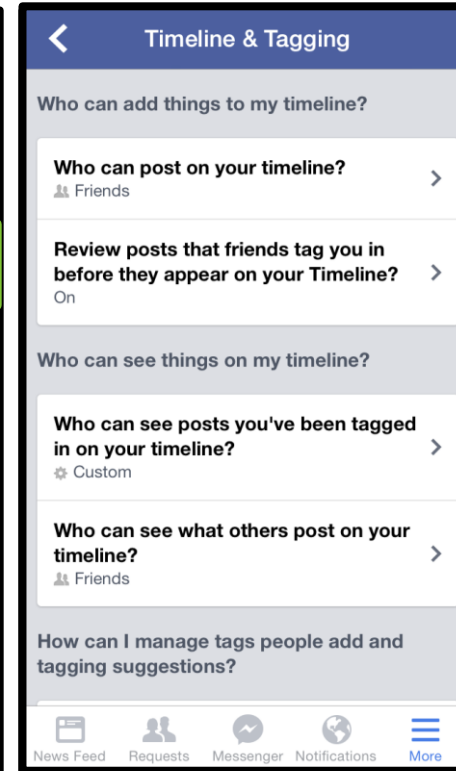 Timeline & Tagging
Who can add things to my timeline?
Who can post on your timeline?
Friends
Review posts that friends tag you in
before they appear on your Timeline?
On
Who can see things on my timeline?
Who can see posts you've been tagged
in on your timeline?
Custom
Who can see what others post on your
timeline?
Friends
How can I manage tags people add and
tagging suggestions?
News Feed Requests Messenger Notifications More